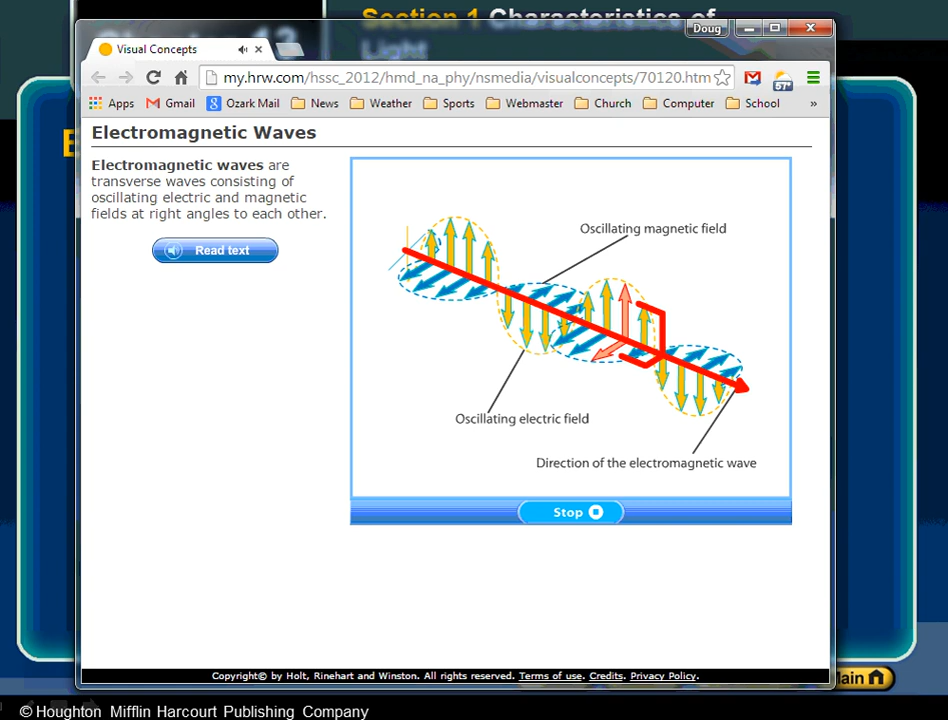 Section 1 Characteristics of
Light
Doug
Visual Concepts
my.hrw.com/hssc_2012/hmd_na_phy/nsmedia/visualconcepts/70120.htm
57°
Apps Gmail Ozark Mail News Weather Sports Webmaster Church Computer School »
Electromagnetic Waves
Electromagnetic waves are
transverse waves consisting of
oscillating electric and magnetic
fields at right angles to each other.
Read text
Oscillating magnetic field
Oscillating electric field
Direction of the electromagnetic wave
Stop
Copyright© by Holt, Rinehart and Winston. All rights reserved. Terms of use. Credits. Privacy Policy.
© Houghton Mifflin Harcourt Publishing Company